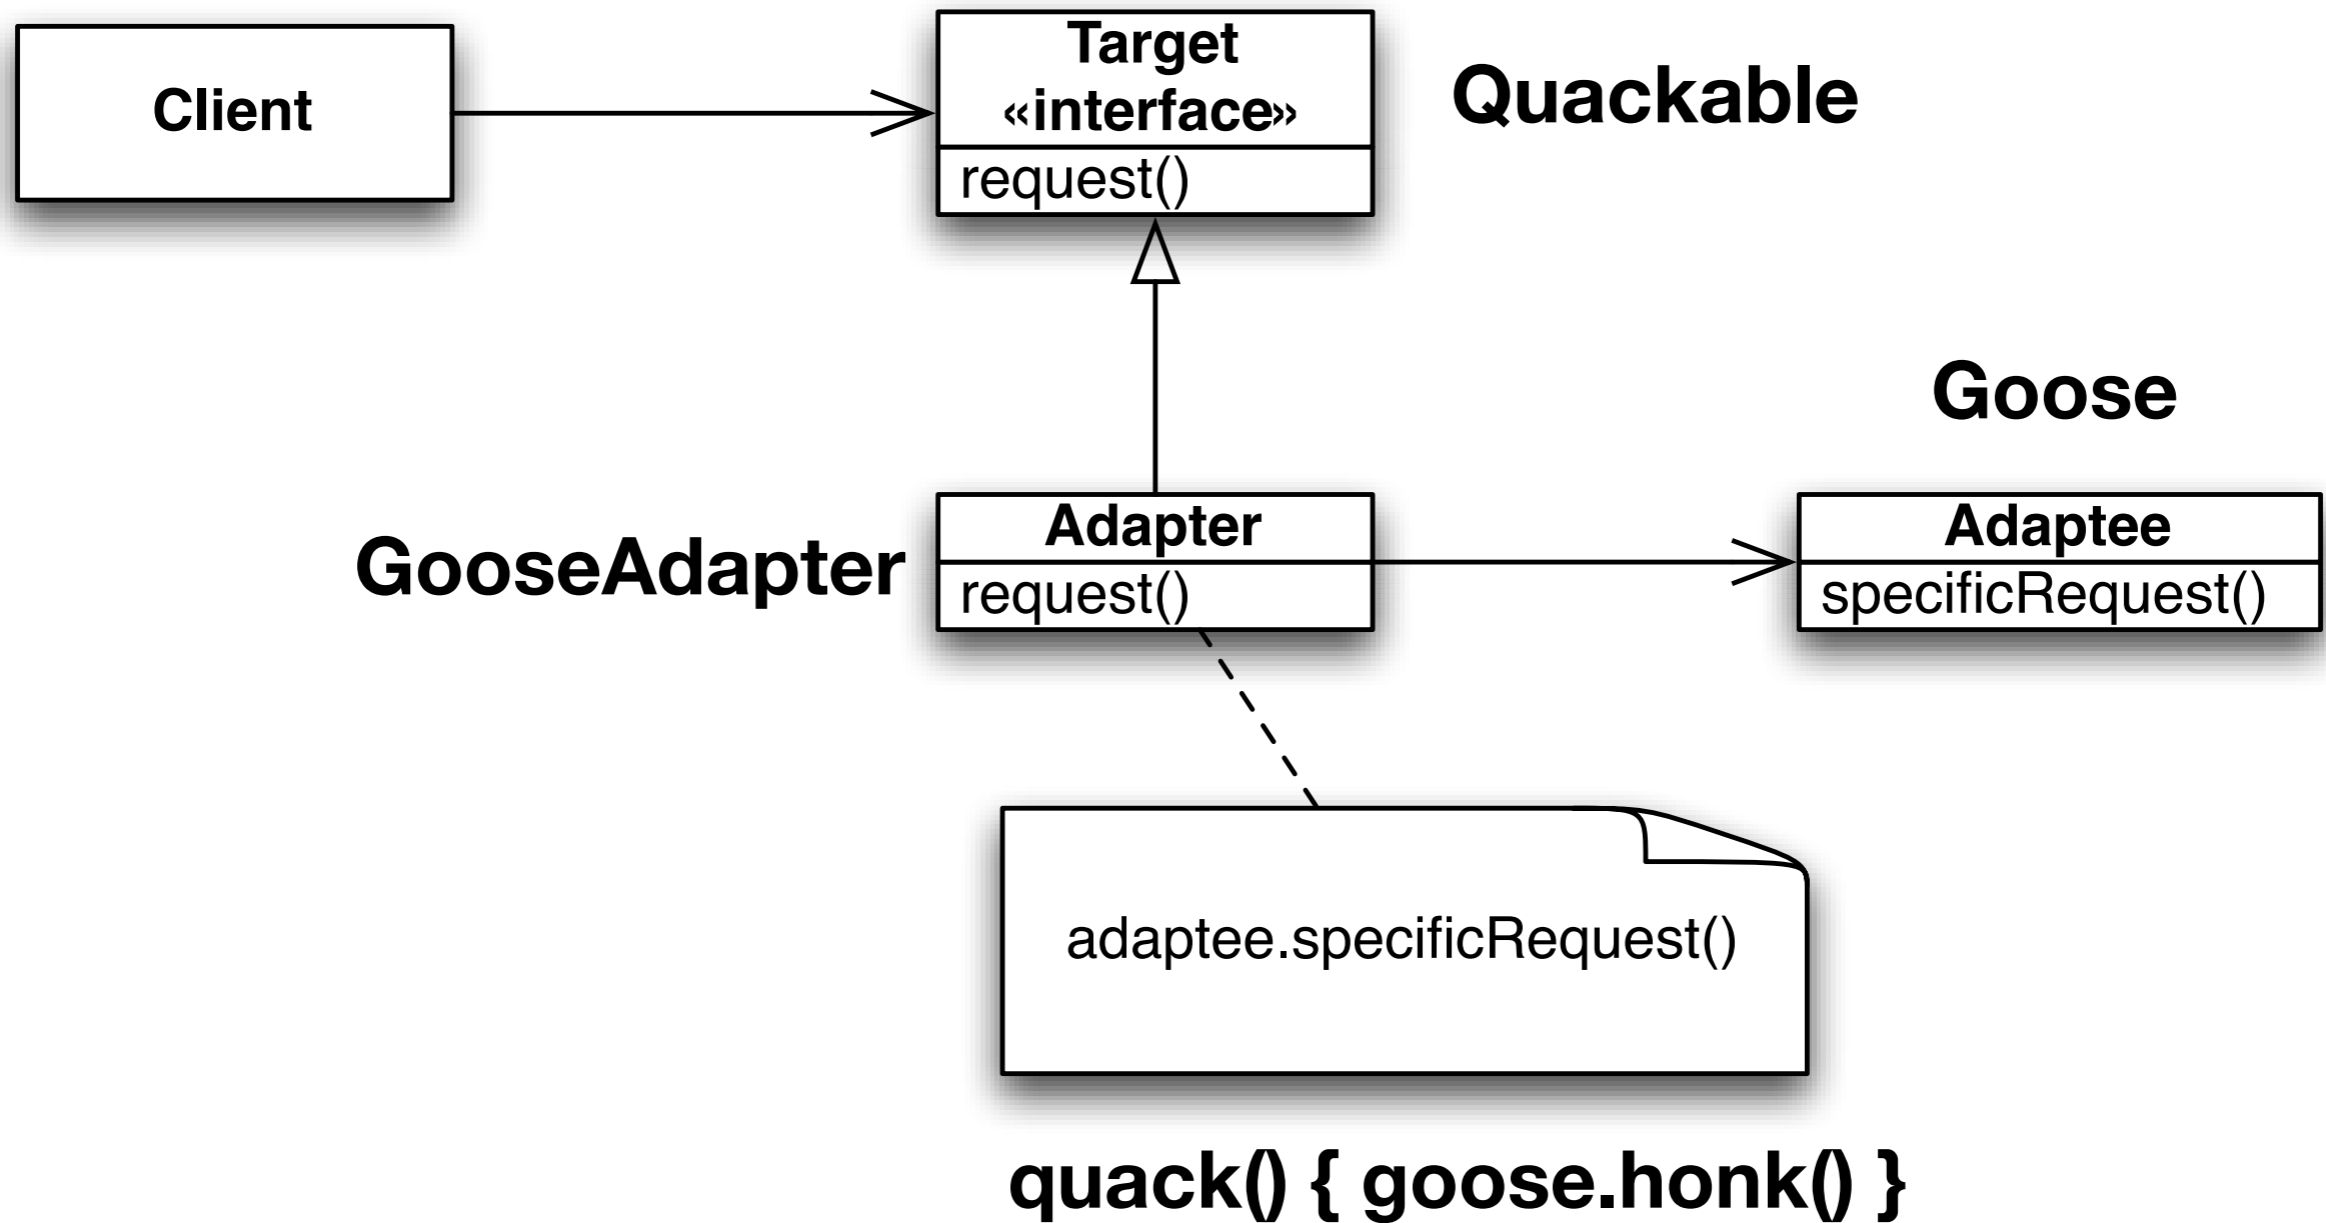 Client
Target
«interface»
request()
Quackable
Goose
GooseAdapter
Adapter
request()
Adaptee
specificRequest()
adaptee.specificRequest()
quack() { goose.honk() }